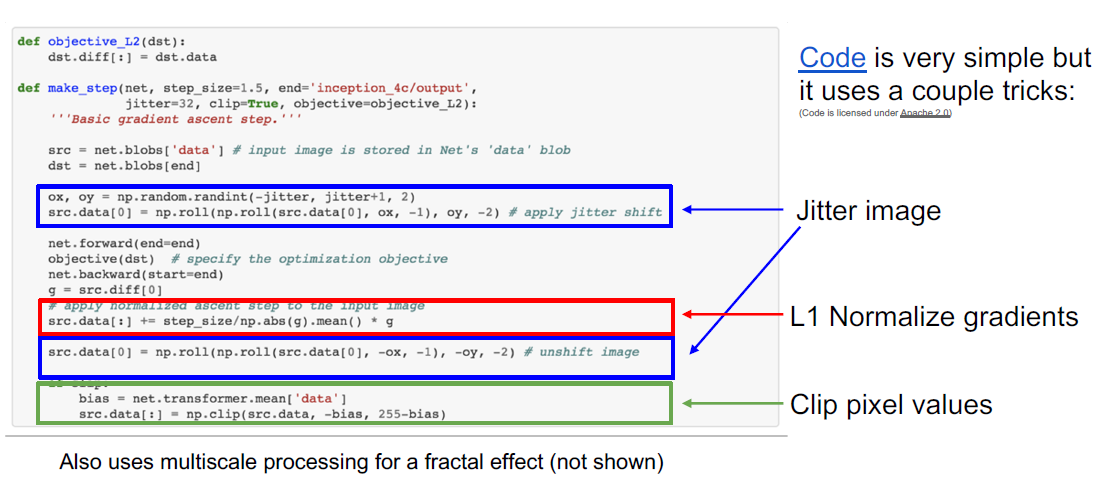 def objective_L2(dst):
    dst.diff[:] = dst.data
def make_step(net, step_size=1.5, end='inception_4c/output',
              jitter=32, clip=True, objective=objective_L2):
    '''Basic gradient ascent step.'''
    src = net.blobs['data'] # input image is stored in Net's 'data' blob
    dst = net.blobs[end]
    ox, oy = np.random.randint(-jitter, jitter+1, 2)
    src.data[0] = np.roll(np.roll(src.data[0], ox, -1), oy, -2) # apply jitter shift
    net.forward(end=end)
    objective(dst)  # specify the optimization objective
    net.backward(start=end)
    g = src.diff[0]
    # apply normalized ascent step to the input image
    src.data[:] += step_size/np.abs(g).mean() * g
    src.data[0] = np.roll(np.roll(src.data[0], -ox, -1), -oy, -2) # unshift image
    if clip:
        bias = net.transformer.mean['data']
        src.data[:] = np.clip(src.data, -bias, 255-bias)
Code is very simple but
it uses a couple tricks:
(Code is licensed under Apache 2.0)
Jitter image
L1 Normalize gradients
Clip pixel values
Also uses multiscale processing for a fractal effect (not shown)